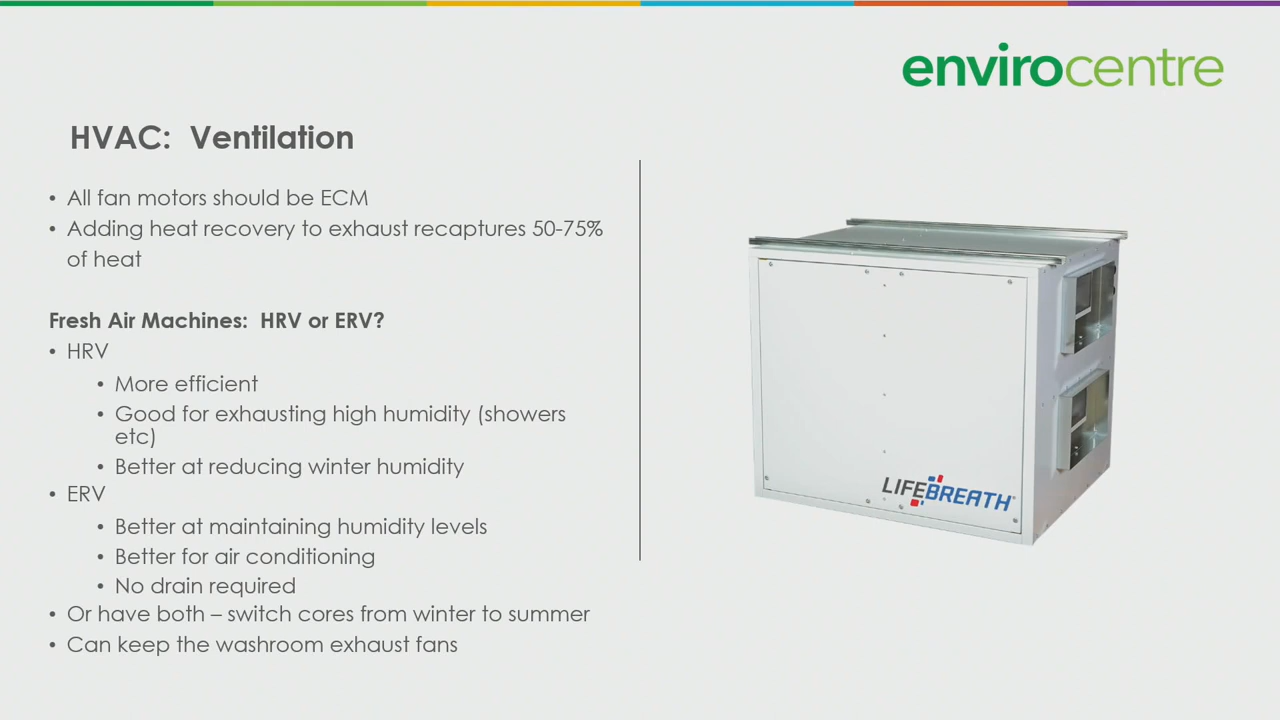 envirocentre
HVAC:  Ventilation
• All fan motors should be ECM
• Adding heat recovery to exhaust recaptures 50-75%
of heat
Fresh Air Machines:  HRV or ERV?
• HRV
• More efficient
• Good for exhausting high humidity (showers
etc)
• Better at reducing winter humidity
• ERV
• Better at maintaining humidity levels
• Better for air conditioning
• No drain required
• Or have both – switch cores from winter to summer
• Can keep the washroom exhaust fans
LIFEBREATH